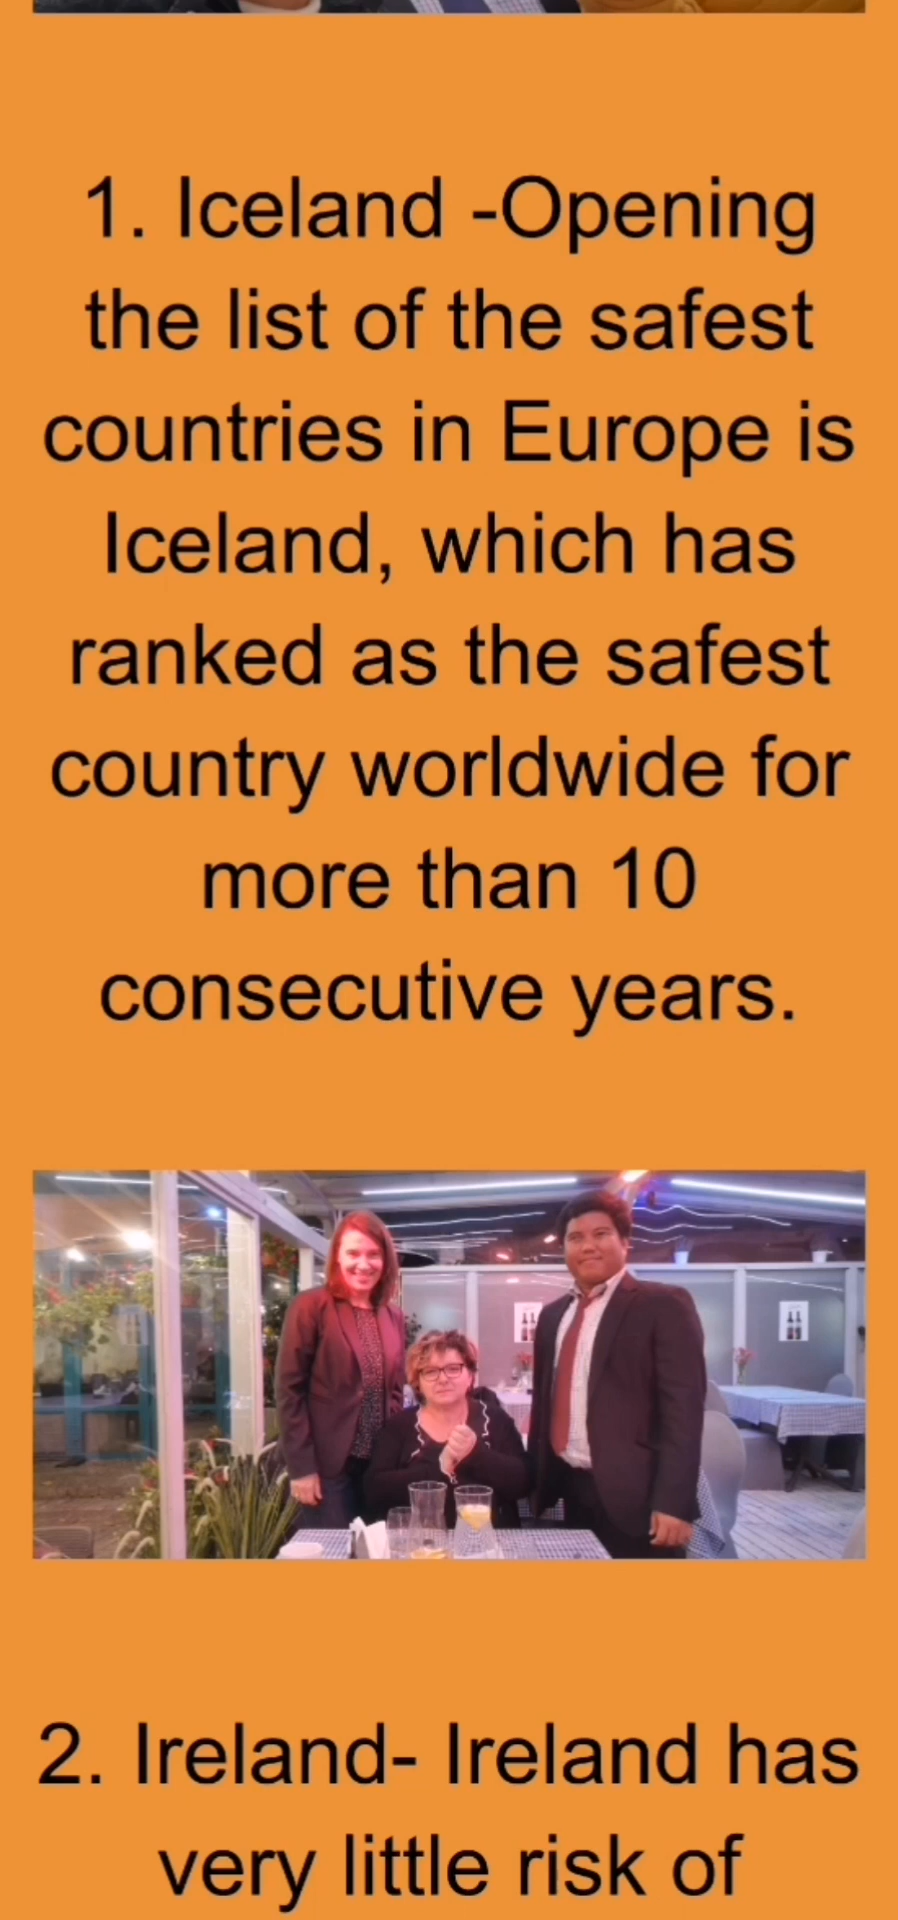 1. Iceland -Opening
the list of the safest
countries in Europe is
Iceland, which has
ranked as the safest
country worldwide for
more than 10
consecutive years.
2. Ireland- Ireland has
very little risk of